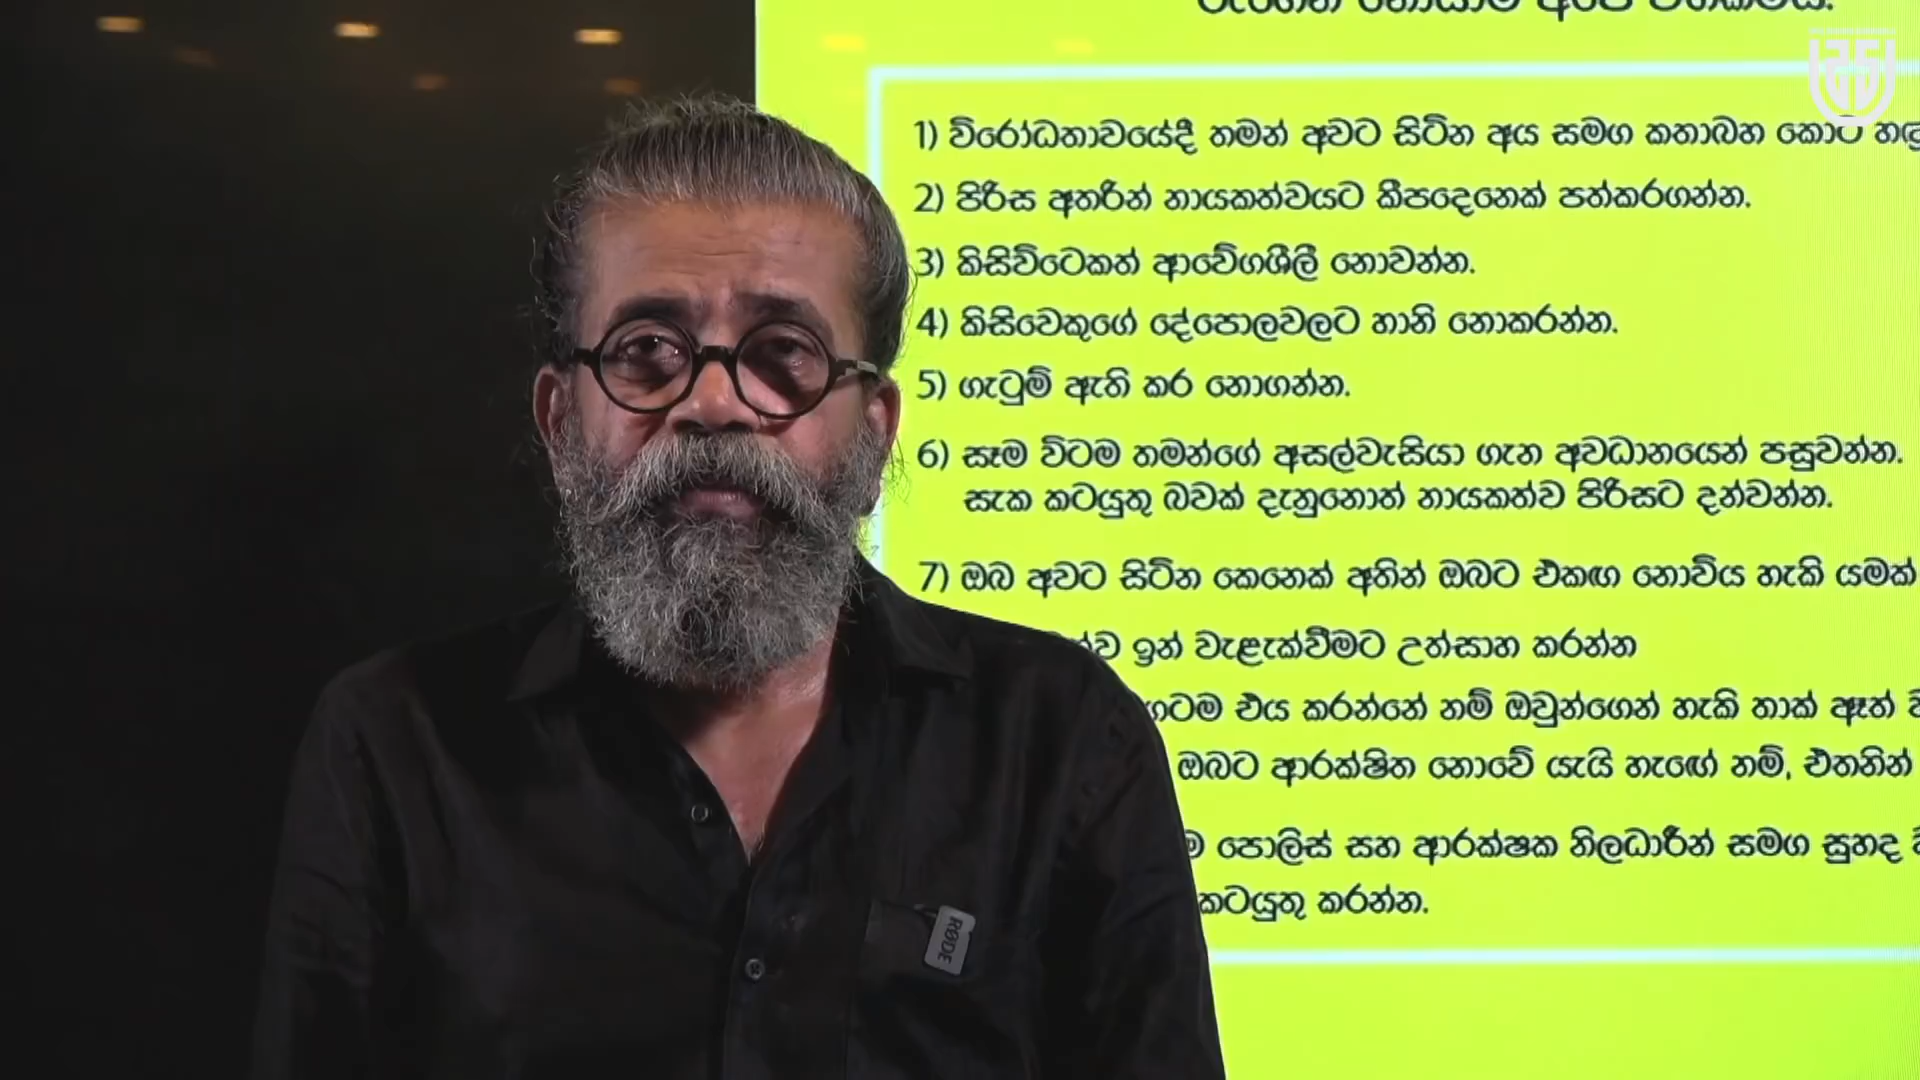 1) විරෝධතාවයේදී තමන් අවට සිටින අය සමග කතාබහ කොට
2) පිරිස අතරින් නායකත්වයට කීපදෙනෙක් පත්කරගන්න.
3) කිසිවිටෙකත් ආවේගශීලී නොවන්න.
4) කිසිවෙකුගේ දේපොලවලට හානි නොකරන්න.
5) ගැටුම් ඇති කර නොගන්න.
6) සෑම විටම තමන්ගේ අසල්වැසියා ගැන අවධානයෙන් පසුවන්න.
සැක කටයුතු බවක් දැනුනොත් නායකත්ව පිරිසට දන්වන්න.
7) ඔබ අවට සිටින කෙනෙක් අතින් ඔබට එකඟ නොවිය හැකි යමක්
ඉන් වැළැක්වීමට උත්සාහ කරන්න
එය කරන්නේ නම් ඔවුන්ගෙන් හැකි තාක් ඈත්
ඔබට ආරක්ෂිත නොවේ යැයි හැඟේ නම්, එතනින්
පොලිස් සහ ආරක්ෂක නිලධාරීන් සමග සුහද
කටයුතු කරන්න.
RØDE